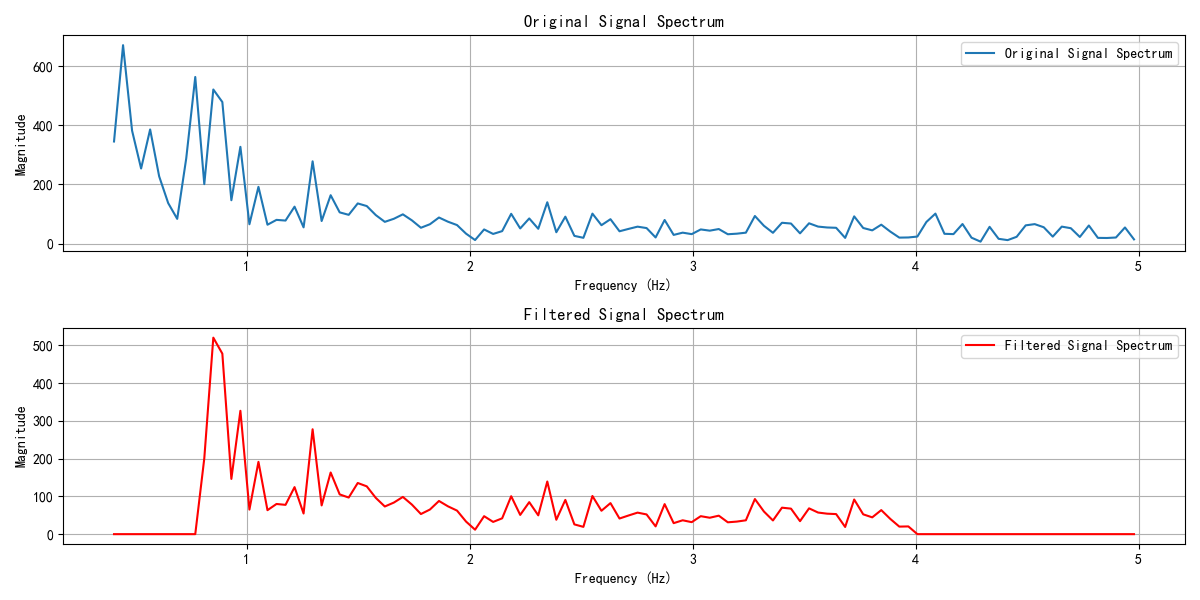 Original Signal Spectrum
Original Signal Spectrum
Magnitude
600
400
200
0
1 2 3 4 5
Frequency (Hz)
Filtered Signal Spectrum
Filtered Signal Spectrum
Magnitude
500
400
300
200
100
0
1 2 3 4 5
Frequency (Hz)